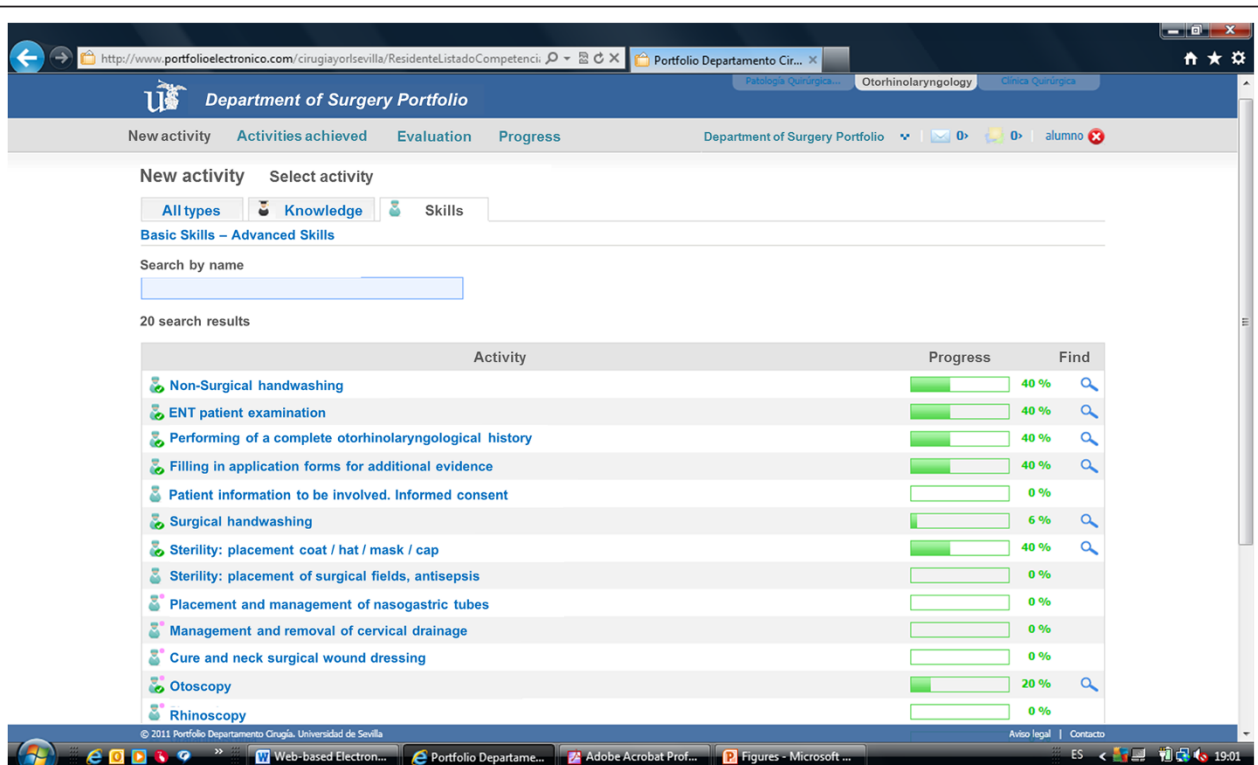 http://www.portfolioelectronico.com/cirugiayorlsevilla/ResidenteListadoCompetenci
Portfolio Departamento Cir...
Patología Quirúrgica... Otorhinolaryngology Clínica Quirúrgica
US Department of Surgery Portfolio
New activity Activities achieved Evaluation Progress Department of Surgery Portfolio 0 0 alumno
New activity Select activity
All types Knowledge Skills
Basic Skills – Advanced Skills
Search by name
20 search results
Activity Progress Find
Non-Surgical handwashing 40 %
ENT patient examination 40 %
Performing of a complete otorhinolaryngological history 40 %
Filling in application forms for additional evidence 40 %
Patient information to be involved. Informed consent 0 %
Surgical handwashing 6 %
Sterility: placement coat / hat / mask / cap 40 %
Sterility: placement of surgical fields, antisepsis 0 %
Placement and management of nasogastric tubes 0 %
Management and removal of cervical drainage 0 %
Cure and neck surgical wound dressing 0 %
Otoscopy 20 %
Rhinoscopy 0 %
© 2011 Portfolio Departamento Cirugía. Universidad de Sevilla Aviso legal | Contacto
Web-based Electron... Portfolio Departame... Adobe Acrobat Prof... Figures - Microsoft ... ES 19:01